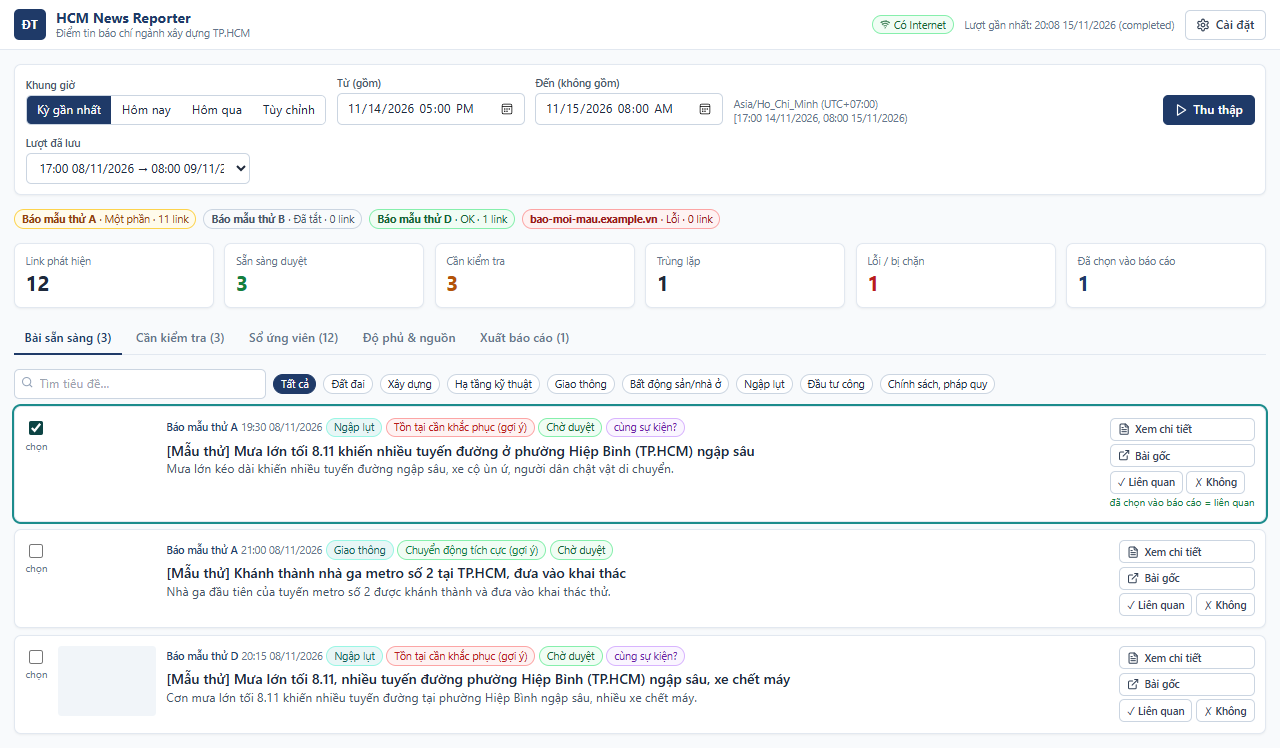 ĐT
HCM News Reporter
Điểm tin báo chí ngành xây dựng TP.HCM
Có Internet
Lượt gần nhất: 20:08 15/11/2026 (completed)
Cài đặt
Khung giờ
Kỳ gần nhất
Hôm nay
Hôm qua
Tùy chỉnh
Từ (gồm)
11/14/2026 05:00 PM
Đến (không gồm)
11/15/2026 08:00 AM
Asia/Ho_Chi_Minh (UTC+07:00)
[17:00 14/11/2026, 08:00 15/11/2026)
Thu thập
Lượt đã lưu
17:00 08/11/2026 → 08:00 09/11/2
Báo mẫu thử A · Một phần · 11 link
Báo mẫu thử B · Đã tắt · 0 link
Báo mẫu thử D · OK · 1 link
bao-moi-mau.example.vn · Lỗi · 0 link
Link phát hiện
12
Sẵn sàng duyệt
3
Cần kiểm tra
3
Trùng lặp
1
Lỗi / bị chặn
1
Đã chọn vào báo cáo
1
Bài sẵn sàng (3)
Cần kiểm tra (3)
Sổ ứng viên (12)
Độ phủ & nguồn
Xuất báo cáo (1)
Tìm tiêu đề...
Tất cả
Đất đai
Xây dựng
Hạ tầng kỹ thuật
Giao thông
Bất động sản/nhà ở
Ngập lụt
Đầu tư công
Chính sách, pháp quy
chọn
Báo mẫu thử A 19:30 08/11/2026 Ngập lụt Tồn tại cần khắc phục (gợi ý) Chờ duyệt cùng sự kiện?
[Mẫu thử] Mưa lớn tối 8.11 khiến nhiều tuyến đường ở phường Hiệp Bình (TP.HCM) ngập sâu
Mưa lớn kéo dài khiến nhiều tuyến đường ngập sâu, xe cộ ùn ứ, người dân chật vật di chuyển.
Xem chi tiết
Bài gốc
✓ Liên quan
✗ Không
đã chọn vào báo cáo = liên quan
chọn
Báo mẫu thử A 21:00 08/11/2026 Giao thông Chuyển động tích cực (gợi ý) Chờ duyệt
[Mẫu thử] Khánh thành nhà ga metro số 2 tại TP.HCM, đưa vào khai thác
Nhà ga đầu tiên của tuyến metro số 2 được khánh thành và đưa vào khai thác thử.
Xem chi tiết
Bài gốc
✓ Liên quan
✗ Không
chọn
Báo mẫu thử D 20:15 08/11/2026 Ngập lụt Tồn tại cần khắc phục (gợi ý) Chờ duyệt cùng sự kiện?
[Mẫu thử] Mưa lớn tối 8.11, nhiều tuyến đường phường Hiệp Bình (TP.HCM) ngập sâu, xe chết máy
Cơn mưa lớn tối 8.11 khiến nhiều tuyến đường tại phường Hiệp Bình ngập sâu, nhiều xe chết máy.
Xem chi tiết
Bài gốc
✓ Liên quan
✗ Không